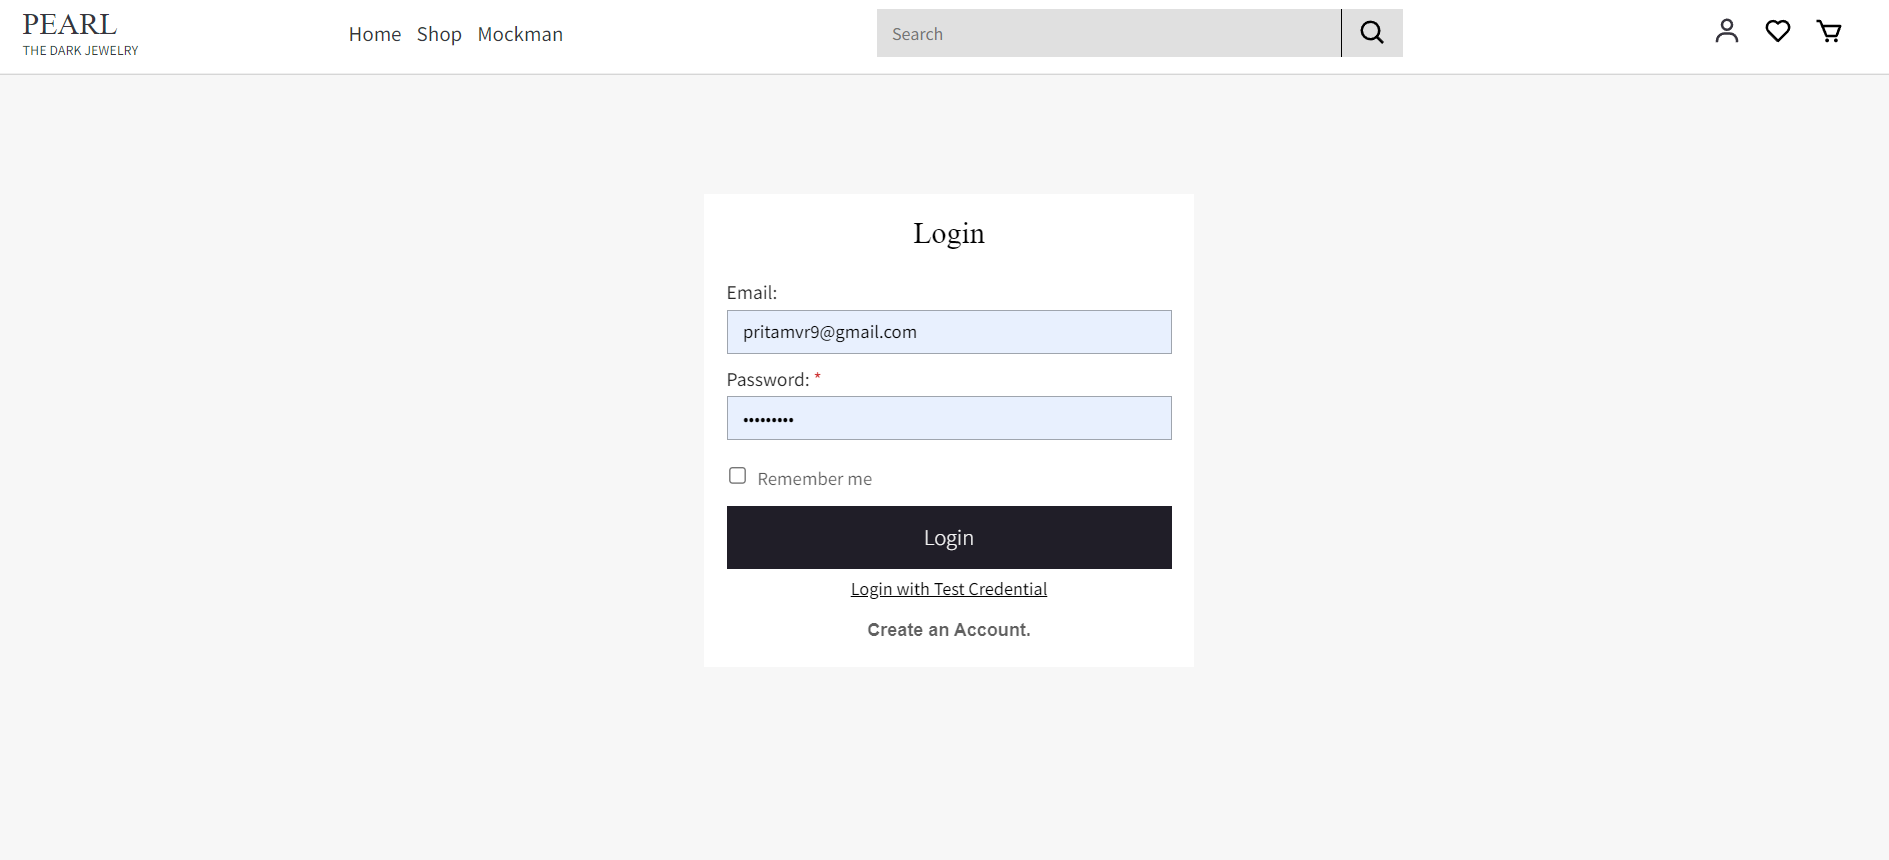 PEARL
THE DARK JEWELRY
Home Shop Mockman
Search
Login
Email:
pritamvr9@gmail.com
Password: *
•••••••••
Remember me
Login
Login with Test Credential
Create an Account.